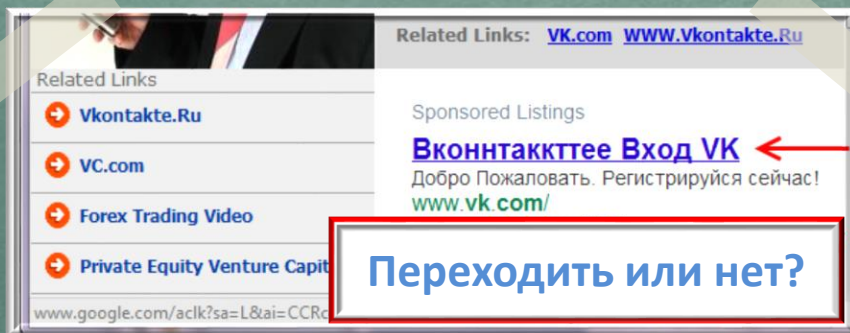 Related Links: VK.com WWW.Vkontakte.Ru
Related Links
Vkontakte.Ru
VC.com
Forex Trading Video
Private Equity Venture Capit
www.google.com/aclk?sa=L&ai=CCRc
Sponsored Listings
Вконнтаккттее Вход VK
Добро Пожаловать. Регистрируйся сейчас!
www.vk.com/
Переходить или нет?